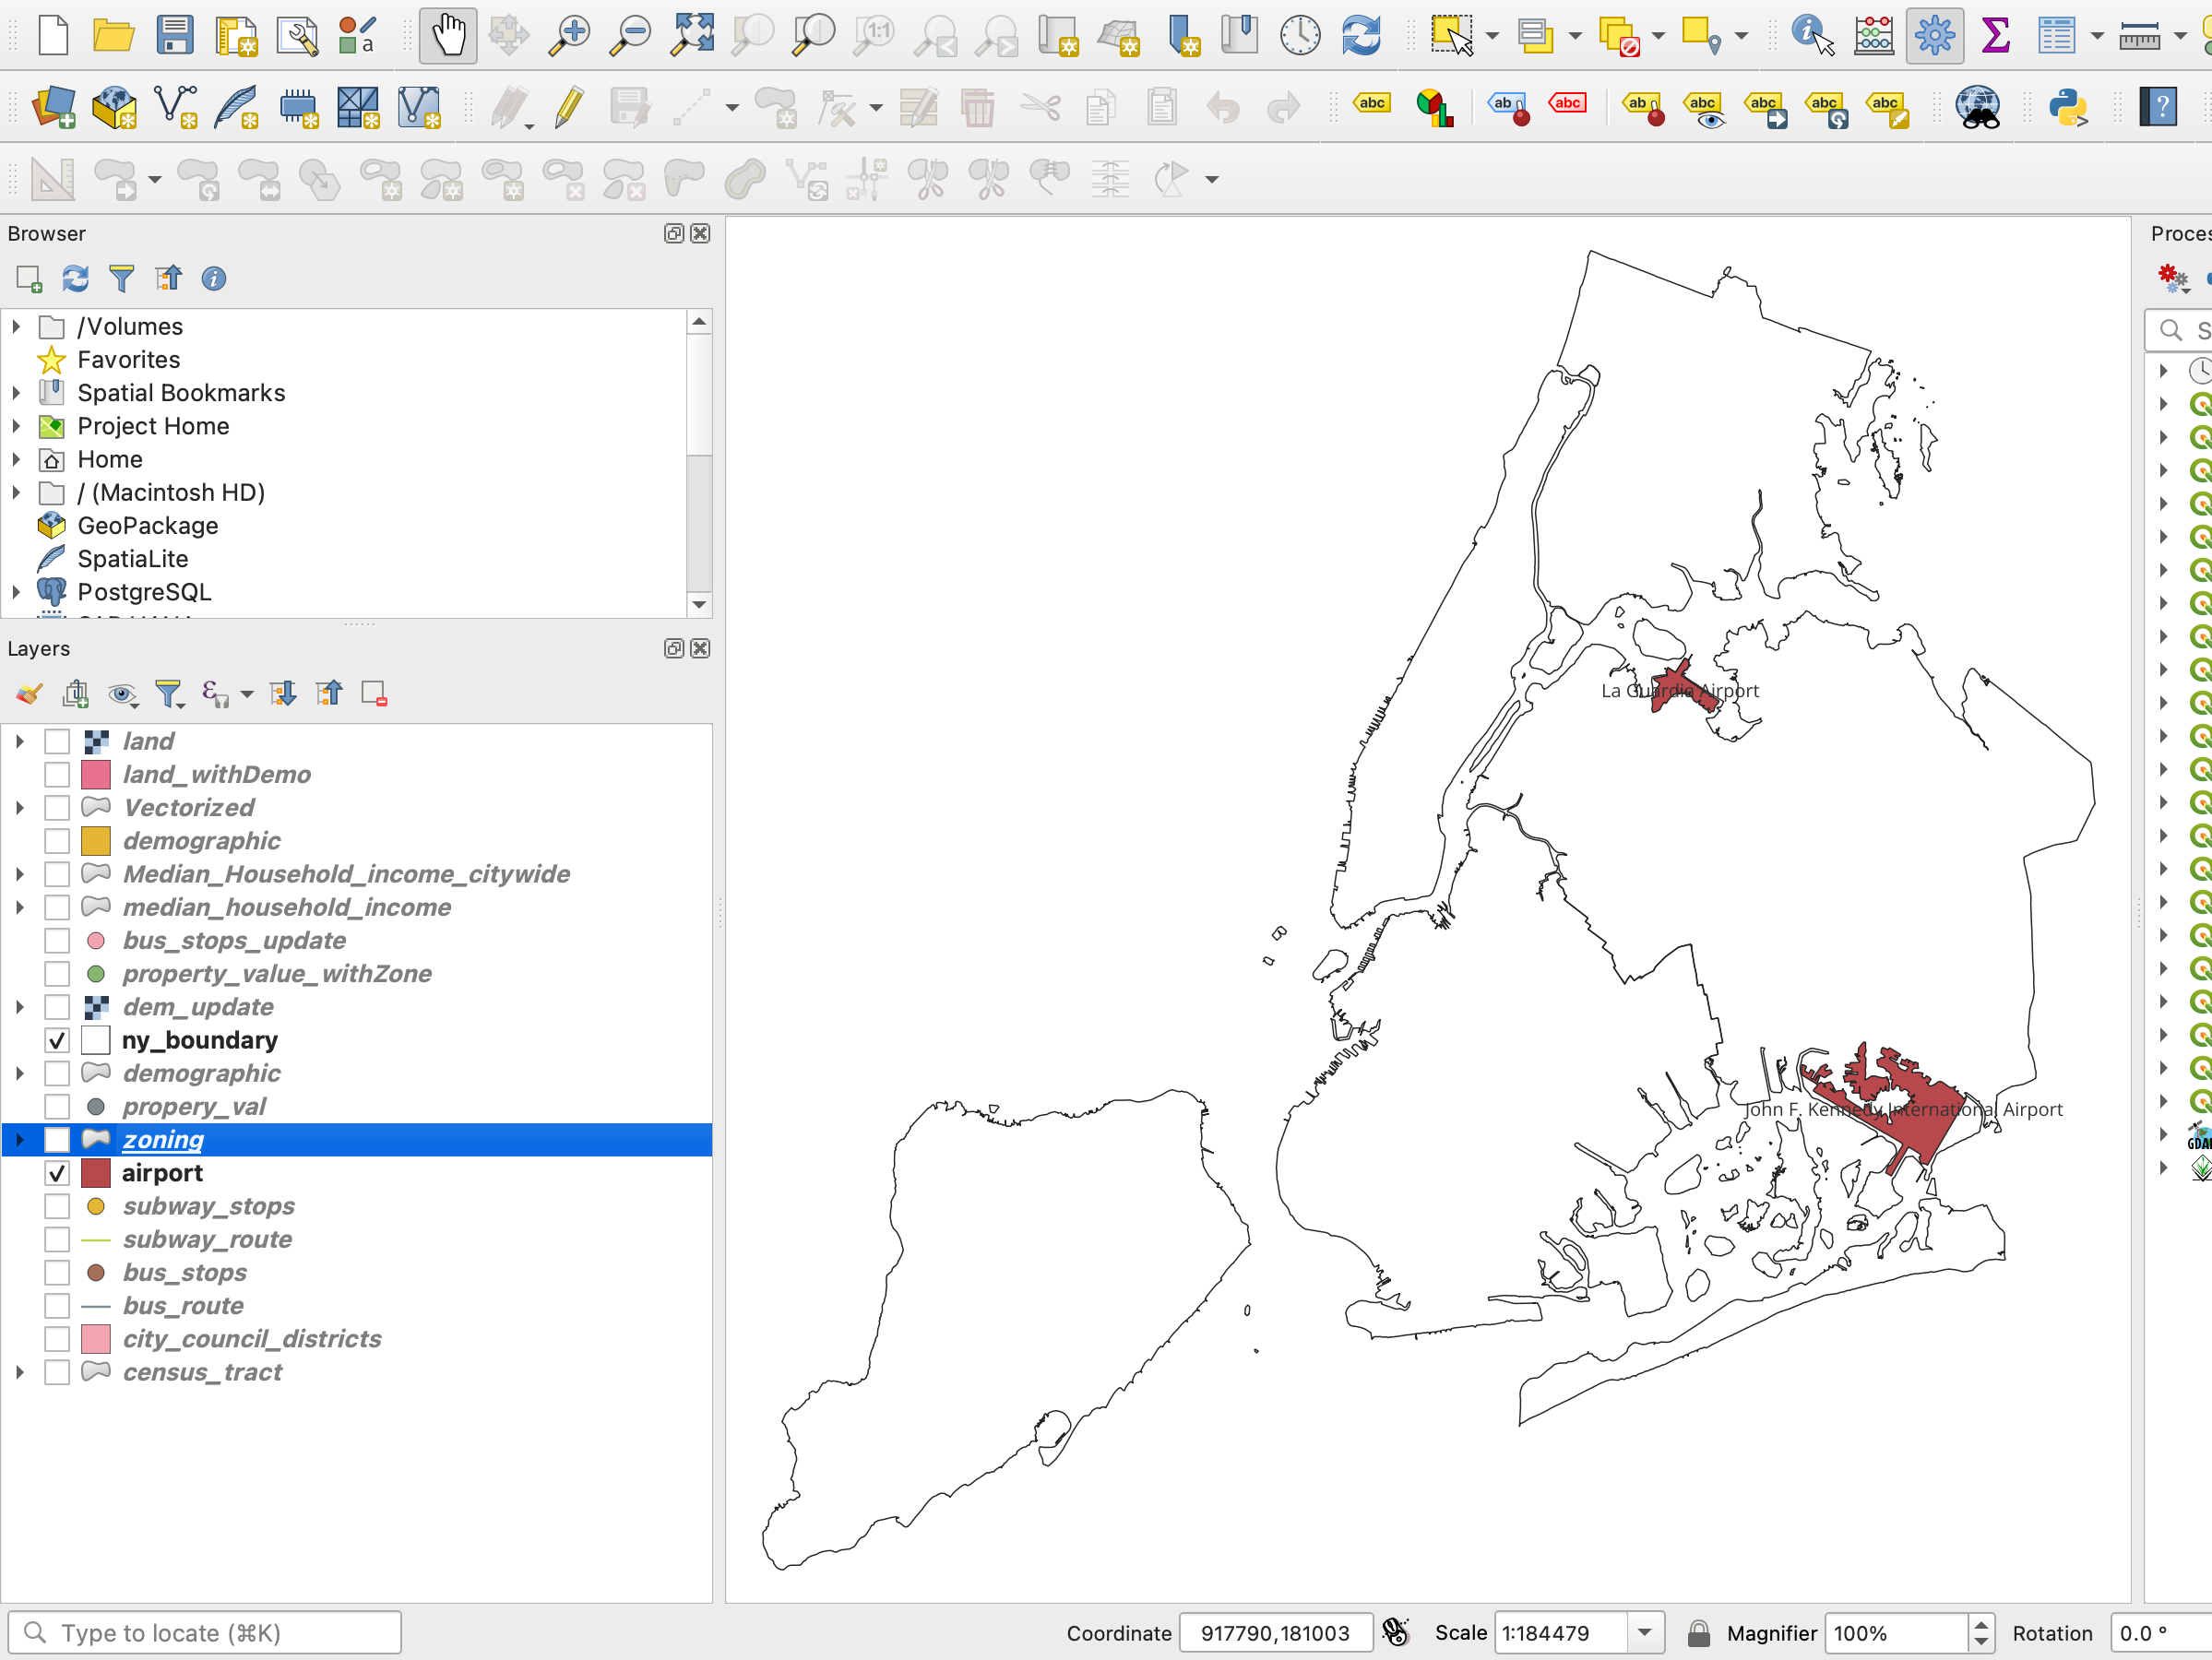 a
1:1
abc
ab
abc
ab
abc
abc
abc
abc
?
Browser
Proces
/Volumes
Favorites
Spatial Bookmarks
Project Home
Home
/ (Macintosh HD)
GeoPackage
SpatiaLite
PostgreSQL
S
Layers
land
land_withDemo
Vectorized
demographic
Median_Household_income_citywide
median_household_income
bus_stops_update
property_value_withZone
dem_update
ny_boundary
demographic
propery_val
zoning
airport
subway_stops
subway_route
bus_stops
bus_route
city_council_districts
census_tract
La Guardia Airport
John F. Kennedy International Airport
GDAL
Type to locate (⌘K)
Coordinate 917790,181003 Scale 1:184479 Magnifier 100% Rotation 0.0 °